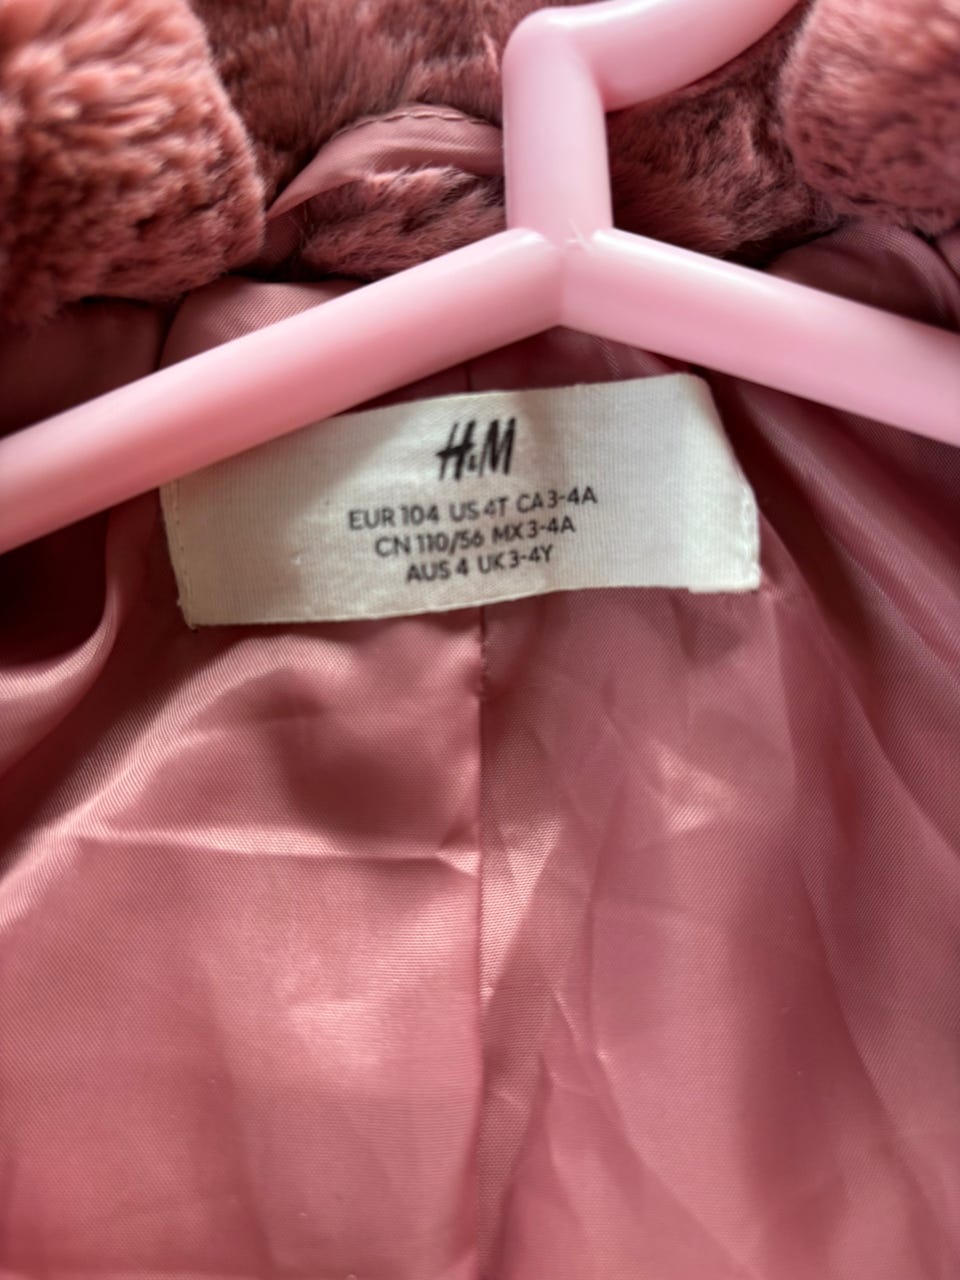 H&M
EUR 104 US 4T CA 3-4A
CN 110/56 MX 3-4A
AUS 4 UK 3-4Y